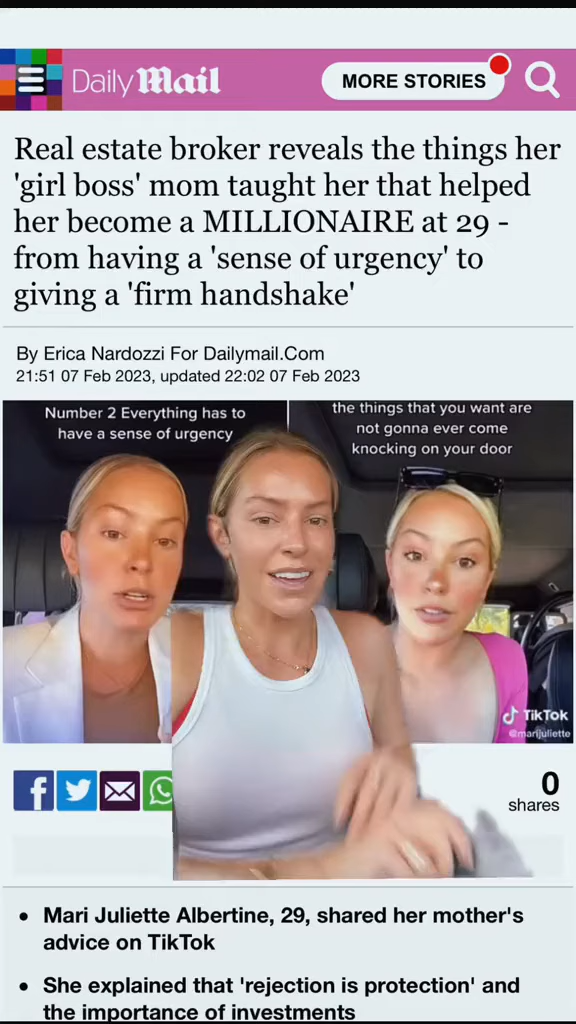 Daily Mail
MORE STORIES
Real estate broker reveals the things her
'girl boss' mom taught her that helped
her become a MILLIONAIRE at 29 -
from having a 'sense of urgency' to
giving a 'firm handshake'
By Erica Nardozzi For Dailymail.Com
21:51 07 Feb 2023, updated 22:02 07 Feb 2023
Number 2 Everything has to
have a sense of urgency
the things that you want are
not gonna ever come
knocking on your door
TikTok
@marijuliette
0
shares
• Mari Juliette Albertine, 29, shared her mother's
advice on TikTok
• She explained that 'rejection is protection' and
the importance of investments